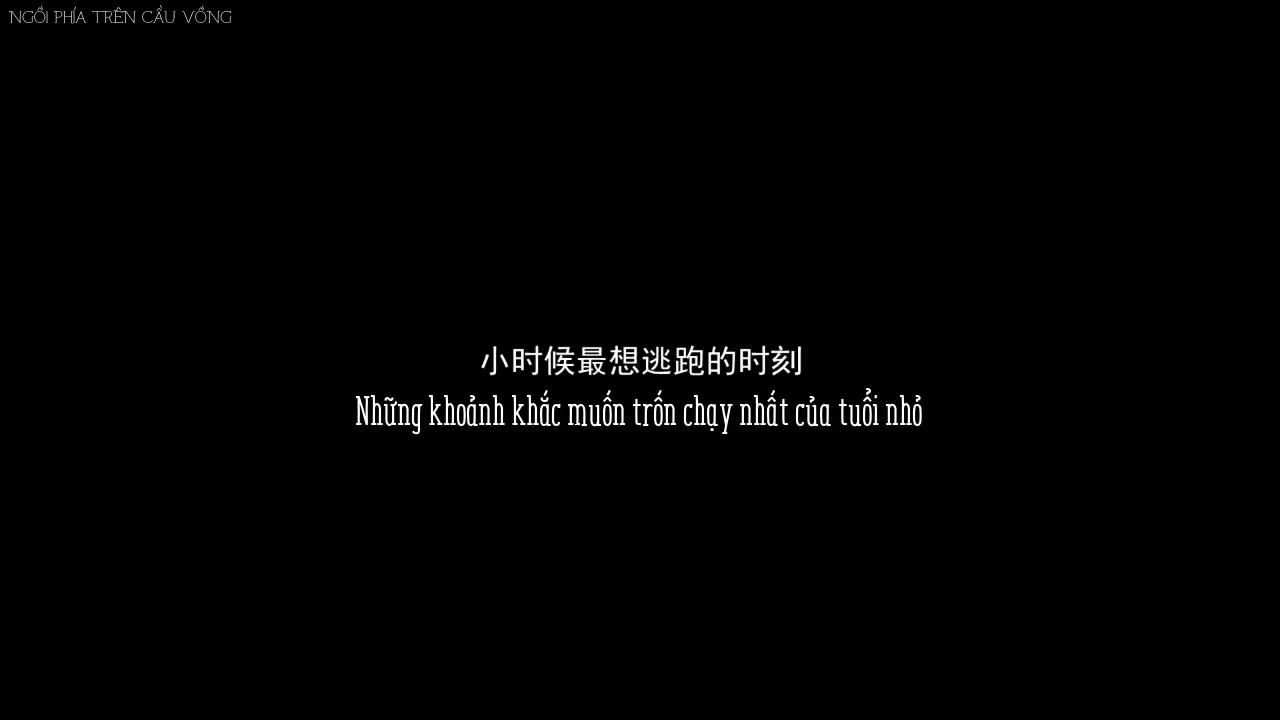 NGỒI PHÍA TRÊN CẦU VỒNG
小时候最想逃跑的时刻
Những khoảnh khắc muốn trốn chạy nhất của tuổi nhỏ